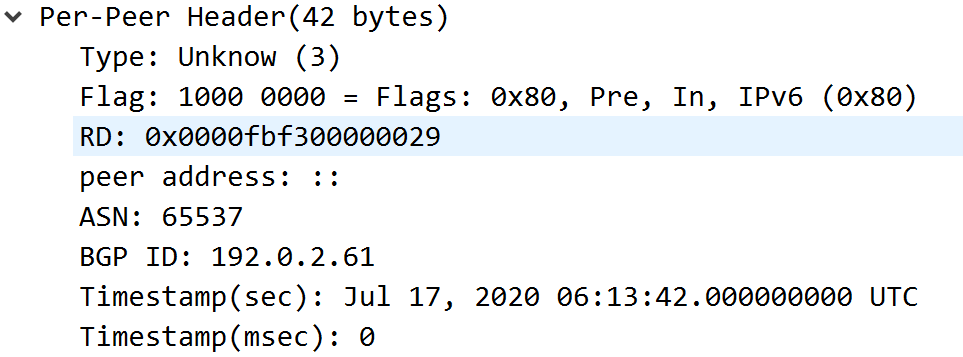 Per-Peer Header(42 bytes)
Type: Unknow (3)
Flag: 1000 0000 = Flags: 0x80, Pre, In, IPv6 (0x80)
RD: 0x0000fbf300000029
peer address: ::
ASN: 65537
BGP ID: 192.0.2.61
Timestamp(sec): Jul 17, 2020 06:13:42.000000000 UTC
Timestamp(msec): 0